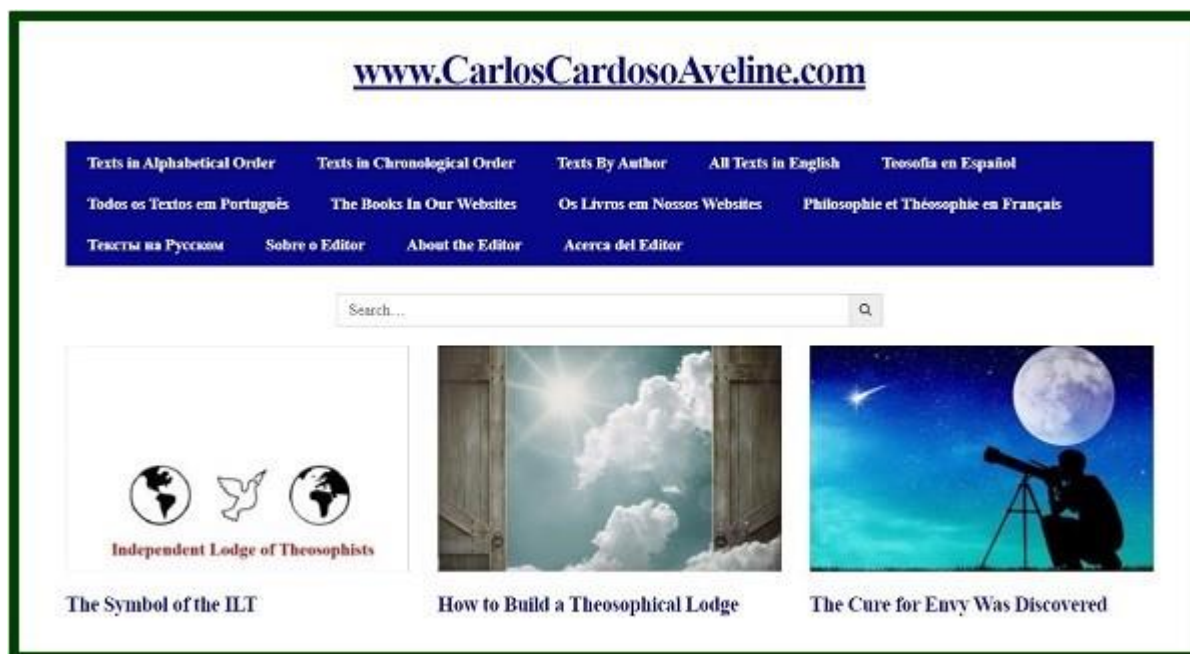 www.CarlosCardosoAveline.com
Texts in Alphabetical Order Texts in Chronological Order Texts By Author All Texts in English Teosofia en Español
Todos os Textos em Português The Books In Our Websites Os Livros em Nossos Websites Philosophie et Théosophie en Français
Тексты на Русском Sobre o Editor About the Editor Acerca del Editor
Search...
Independent Lodge of Theosophists
The Symbol of the ILT How to Build a Theosophical Lodge The Cure for Envy Was Discovered